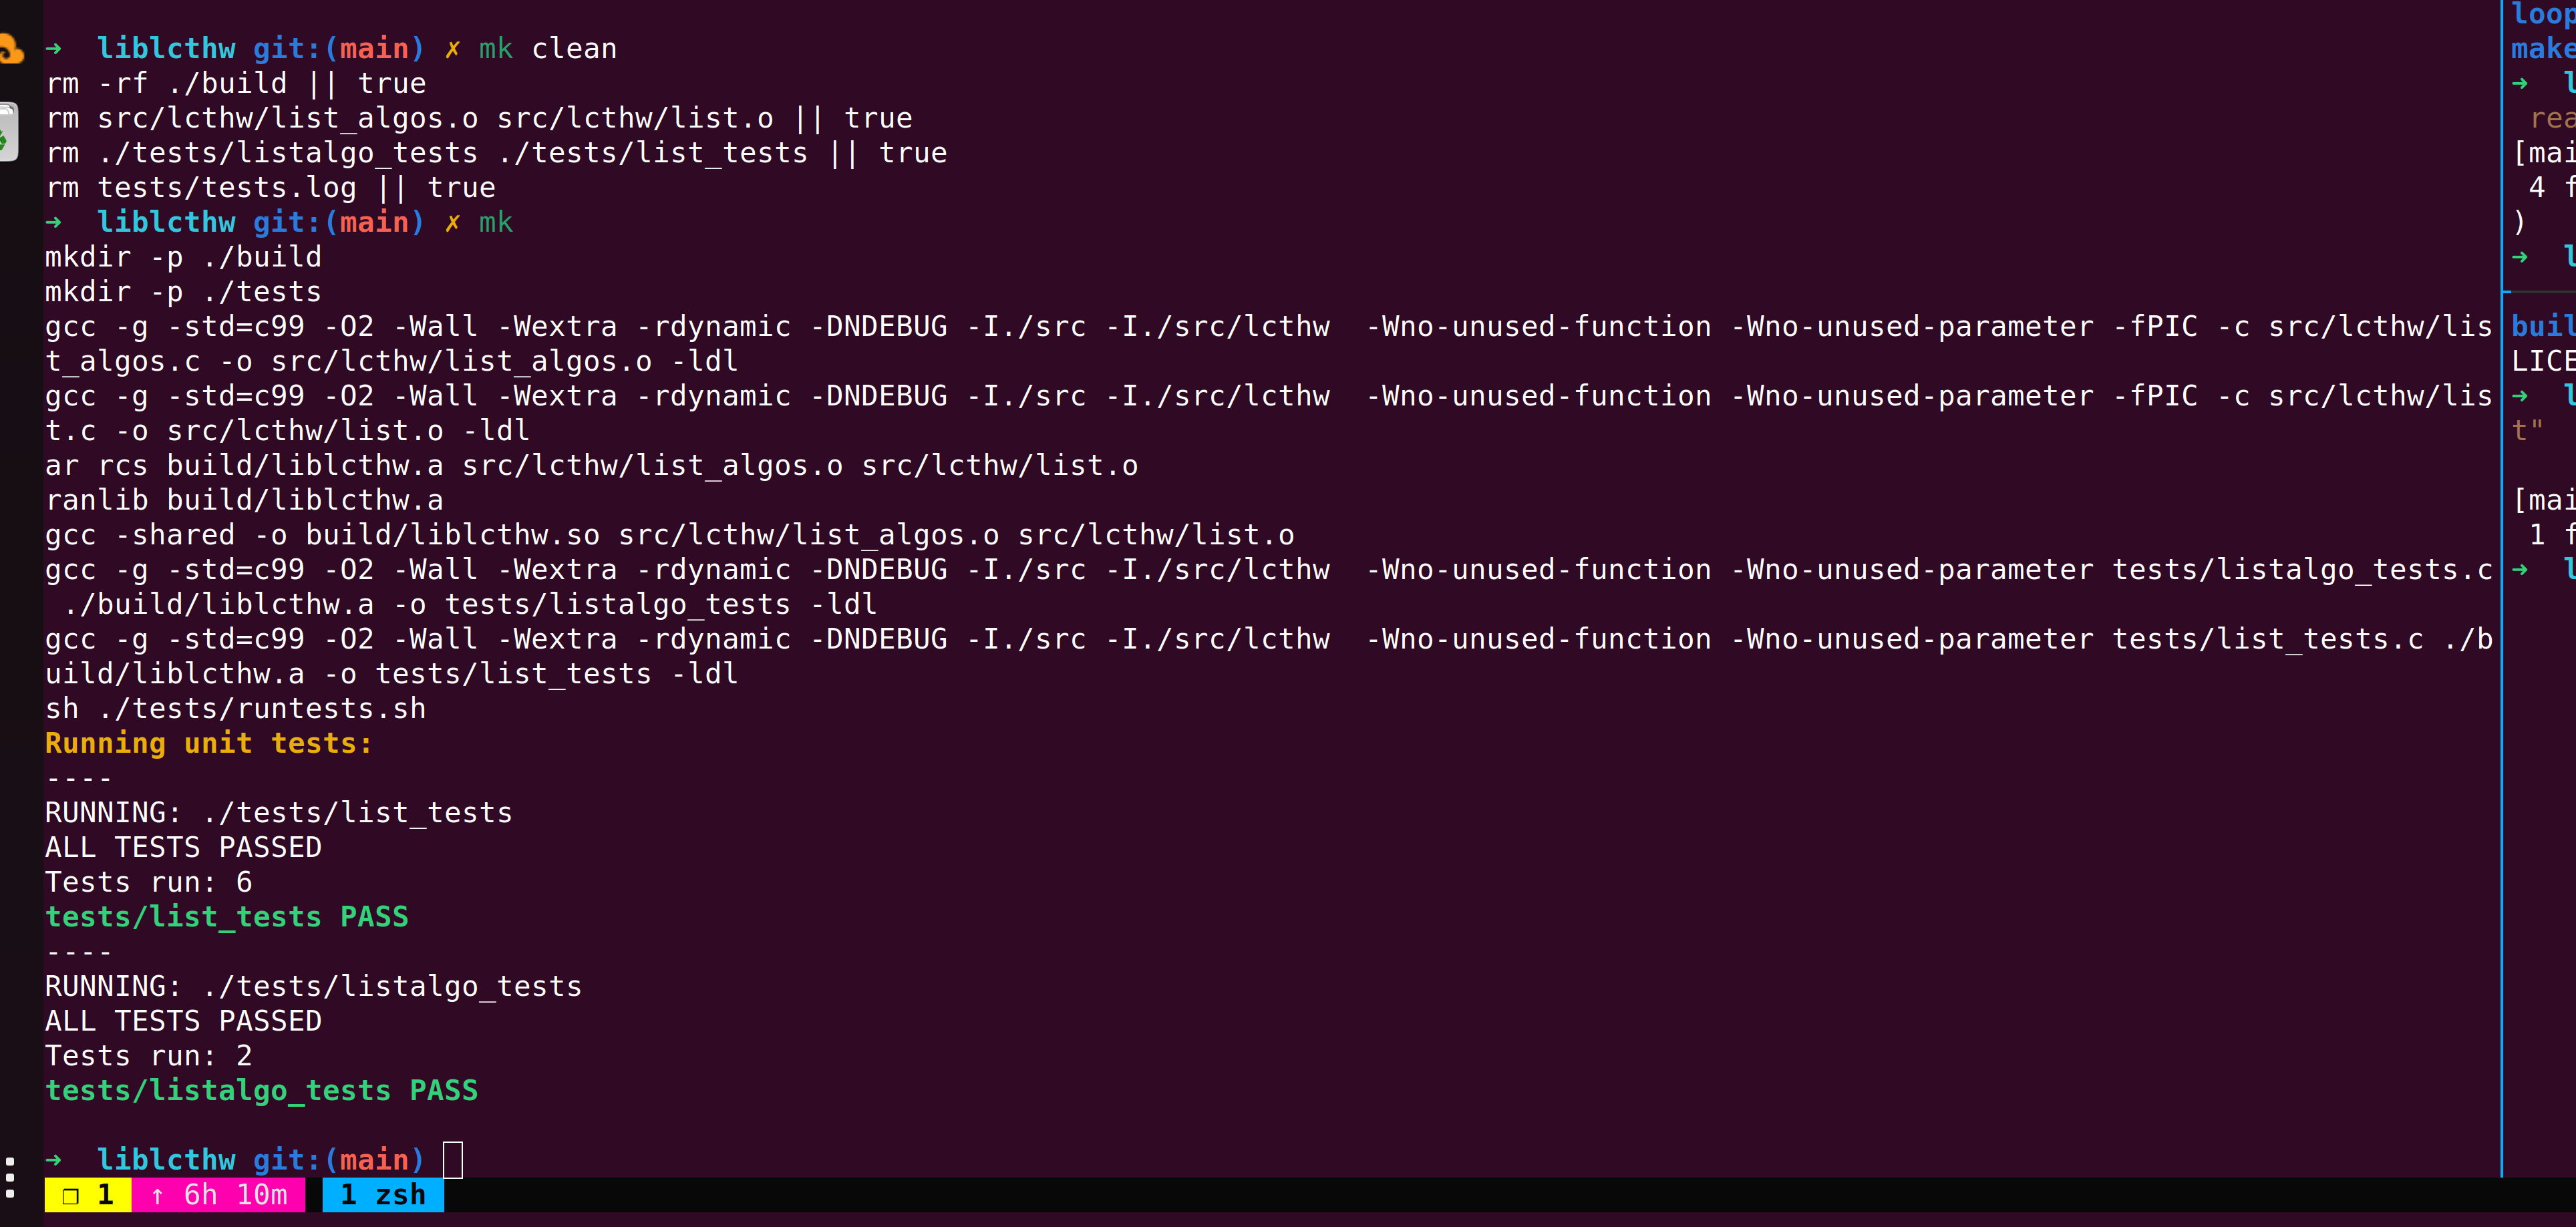 ➜  liblcthw git:(main) ✗ mk clean
rm -rf ./build || true
rm src/lcthw/list_algos.o src/lcthw/list.o || true
rm ./tests/listalgo_tests ./tests/list_tests || true
rm tests/tests.log || true
➜  liblcthw git:(main) ✗ mk
mkdir -p ./build
mkdir -p ./tests
gcc -g -std=c99 -O2 -Wall -Wextra -rdynamic -DNDEBUG -I./src -I./src/lcthw  -Wno-unused-function -Wno-unused-parameter -fPIC -c src/lcthw/lis
t_algos.c -o src/lcthw/list_algos.o -ldl
gcc -g -std=c99 -O2 -Wall -Wextra -rdynamic -DNDEBUG -I./src -I./src/lcthw  -Wno-unused-function -Wno-unused-parameter -fPIC -c src/lcthw/lis
t.c -o src/lcthw/list.o -ldl
ar rcs build/liblcthw.a src/lcthw/list_algos.o src/lcthw/list.o
ranlib build/liblcthw.a
gcc -shared -o build/liblcthw.so src/lcthw/list_algos.o src/lcthw/list.o
gcc -g -std=c99 -O2 -Wall -Wextra -rdynamic -DNDEBUG -I./src -I./src/lcthw  -Wno-unused-function -Wno-unused-parameter tests/listalgo_tests.c
 ./build/liblcthw.a -o tests/listalgo_tests -ldl
gcc -g -std=c99 -O2 -Wall -Wextra -rdynamic -DNDEBUG -I./src -I./src/lcthw  -Wno-unused-function -Wno-unused-parameter tests/list_tests.c ./b
uild/liblcthw.a -o tests/list_tests -ldl
sh ./tests/runtests.sh
Running unit tests:
----
RUNNING: ./tests/list_tests
ALL TESTS PASSED
Tests run: 6
tests/list_tests PASS
----
RUNNING: ./tests/listalgo_tests
ALL TESTS PASSED
Tests run: 2
tests/listalgo_tests PASS
➜  liblcthw git:(main)
loop
make
➜  l
 rea
[mai
 4 f
)
➜  l
buil
LICE
➜  l
t"
[mai
 1 f
➜  l
❐ 1 ↑ 6h 10m 1 zsh